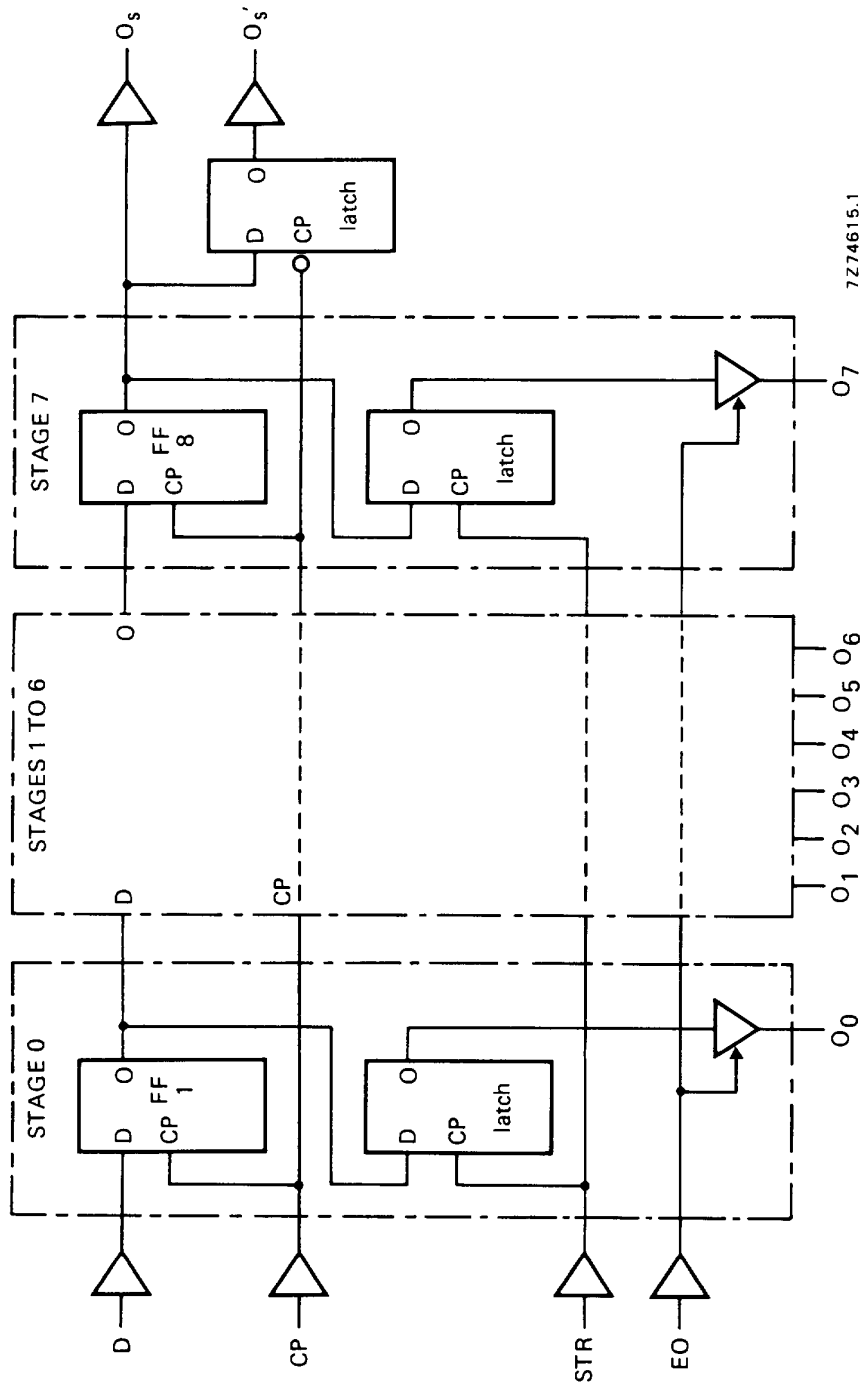 STAGE 0
STAGES 1 TO 6
STAGE 7
D
D
O
FF
1
CP
D
O
D
O
FF
8
CP
Os
D
O
CP
latch
Os'
CP
CP
D
O
CP
latch
D
O
CP
latch
STR
EO
O0
O1
O2
O3
O4
O5
O6
O7
7Z74615.1